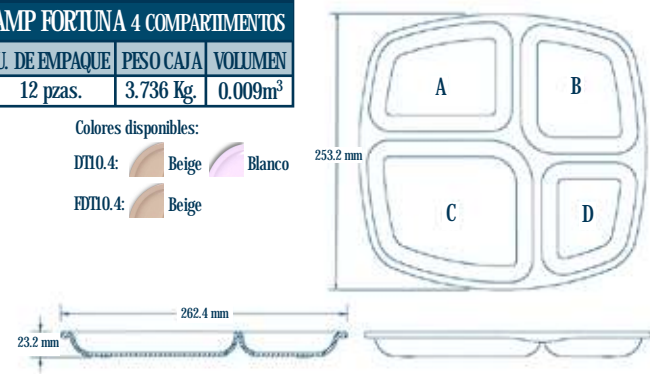 FORTUNA 4 COMPARTIMENTOS
U. DE EMPAQUE PESO CAJA VOLUMEN
12 pzas. 3.736 Kg. 0.009m³
Colores disponibles:
DT10.4: Beige Blanco
FDT10.4: Beige
A
B
253.2 mm
C
D
262.4 mm
23.2 mm